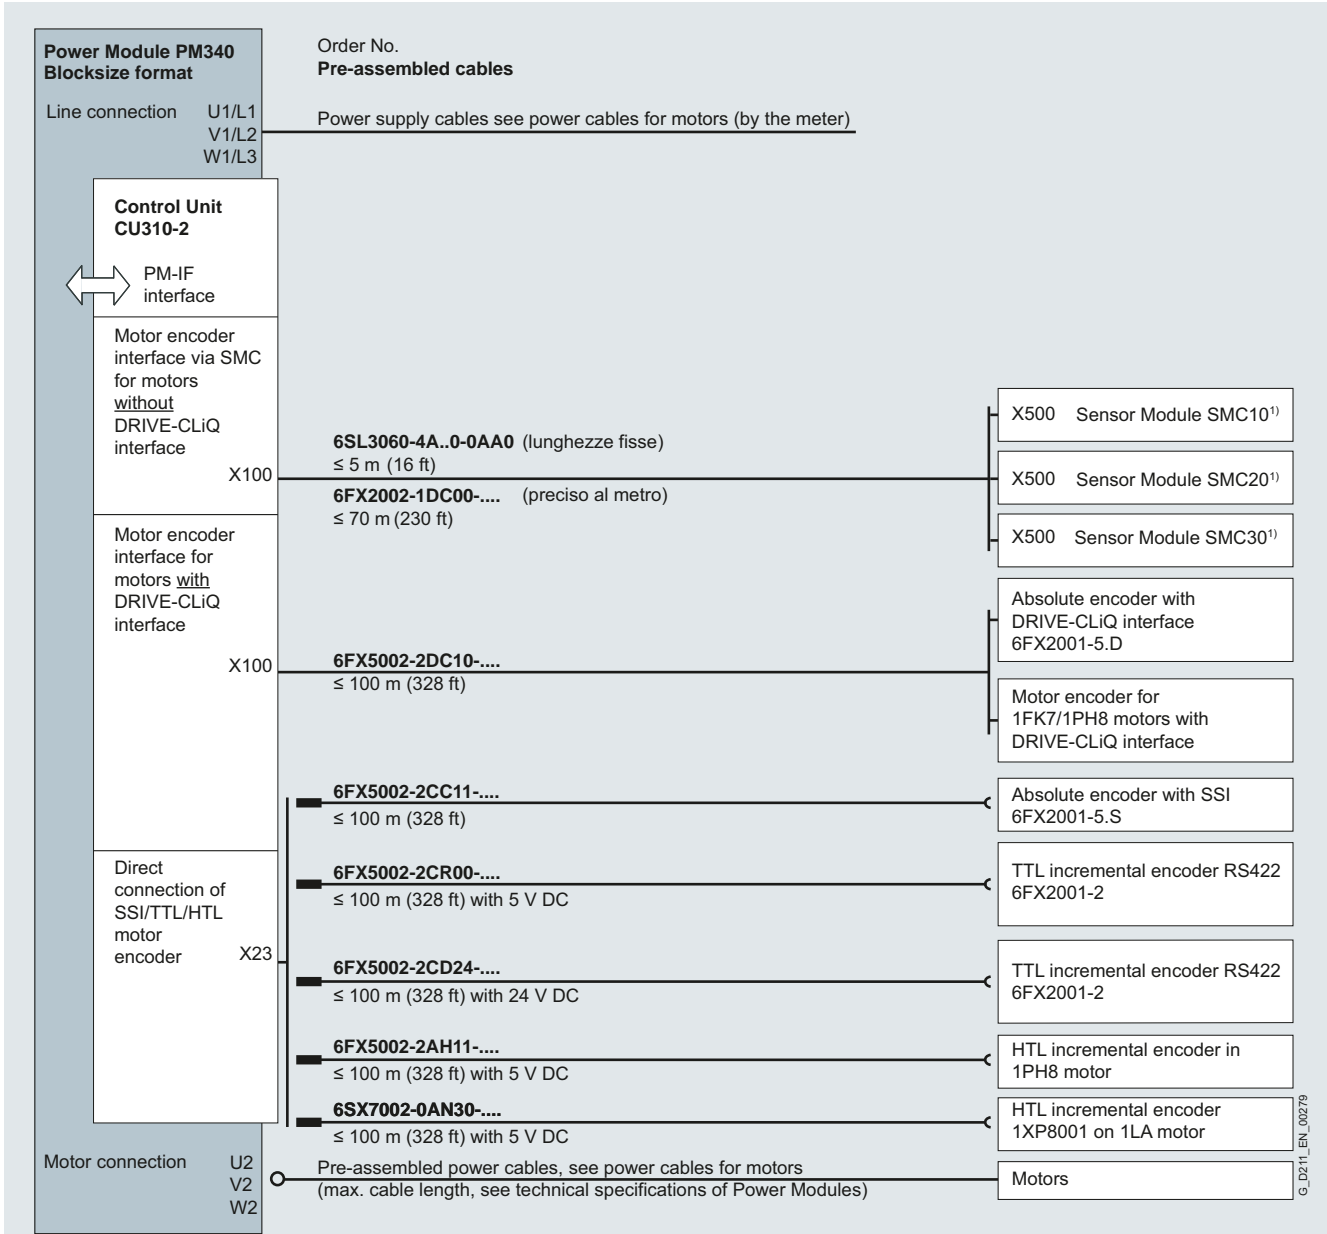 Power Module PM340
Blocksize format
Order No.
Pre-assembled cables
Line connection U1/L1
V1/L2
W1/L3
Power supply cables see power cables for motors (by the meter)
Control Unit
CU310-2
PM-IF
interface
Motor encoder
interface via SMC
for motors
without
DRIVE-CLiQ
interface
X100
6SL3060-4A..0-0AA0 (lunghezze fisse)
≤ 5 m (16 ft)
6FX2002-1DC00-.... (preciso al metro)
≤ 70 m (230 ft)
X500 Sensor Module SMC10¹⁾
X500 Sensor Module SMC20¹⁾
X500 Sensor Module SMC30¹⁾
Motor encoder
interface for
motors with
DRIVE-CLiQ
interface
X100
6FX5002-2DC10-....
≤ 100 m (328 ft)
Absolute encoder with
DRIVE-CLiQ interface
6FX2001-5.D
Motor encoder for
1FK7/1PH8 motors with
DRIVE-CLiQ interface
6FX5002-2CC11-....
≤ 100 m (328 ft)
Absolute encoder with SSI
6FX2001-5.S
Direct
connection of
SSI/TTL/HTL
motor
encoder
X23
6FX5002-2CR00-....
≤ 100 m (328 ft) with 5 V DC
TTL incremental encoder RS422
6FX2001-2
6FX5002-2CD24-....
≤ 100 m (328 ft) with 24 V DC
TTL incremental encoder RS422
6FX2001-2
6FX5002-2AH11-....
≤ 100 m (328 ft) with 5 V DC
HTL incremental encoder in
1PH8 motor
6SX7002-0AN30-....
≤ 100 m (328 ft) with 5 V DC
HTL incremental encoder
1XP8001 on 1LA motor
Motor connection U2
V2
W2
Pre-assembled power cables, see power cables for motors
(max. cable length, see technical specifications of Power Modules)
Motors
G_D211_EN_00279